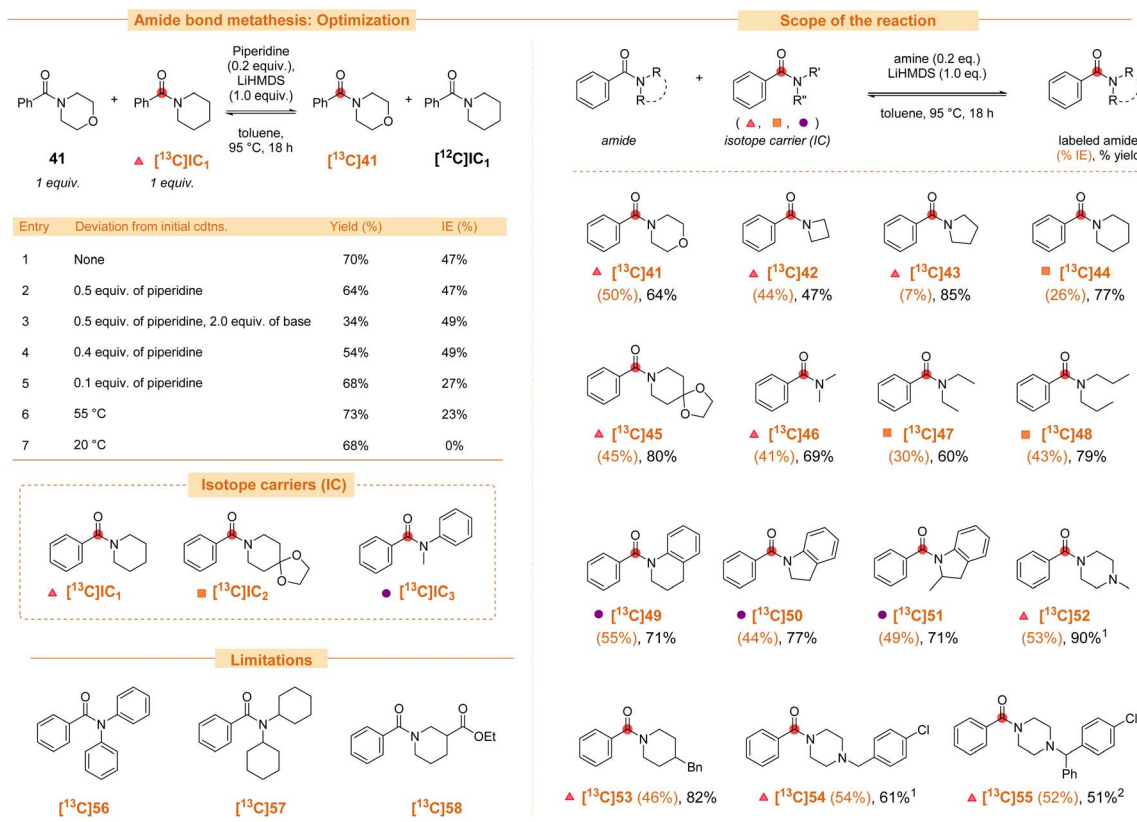 Amide bond metathesis: Optimization
Ph
O
N
O
41
1 equiv.
+
Ph
O
N
[¹³C]IC₁
1 equiv.
Piperidine
(0.2 equiv.),
LiHMDS
(1.0 equiv.)
toluene,
95 °C, 18 h
Ph
O
N
O
[¹³C]41
+
Ph
O
N
[¹²C]IC₁
Entry Deviation from initial cdtns. Yield (%) IE (%)
1 None 70% 47%
2 0.5 equiv. of piperidine 64% 47%
3 0.5 equiv. of piperidine, 2.0 equiv. of base 34% 49%
4 0.4 equiv. of piperidine 54% 49%
5 0.1 equiv. of piperidine 68% 27%
6 55 °C 73% 23%
7 20 °C 68% 0%
Isotope carriers (IC)
O
N
[¹³C]IC₁
O
N
O
O
[¹³C]IC₂
O
N
[¹³C]IC₃
Limitations
O
N
[¹³C]56
O
N
[¹³C]57
O
N
O
OEt
[¹³C]58
Scope of the reaction
O
N
R
R
amide
+
O
N
R'
R"
( , , )
isotope carrier (IC)
amine (0.2 eq.)
LiHMDS (1.0 eq.)
toluene, 95 °C, 18 h
O
N
R
R
labeled amide
(% IE), % yield
O
N
O
[¹³C]41
(50%), 64%
O
N
[¹³C]42
(44%), 47%
O
N
[¹³C]43
(7%), 85%
O
N
[¹³C]44
(26%), 77%
O
N
O
O
[¹³C]45
(45%), 80%
O
N
[¹³C]46
(41%), 69%
O
N
[¹³C]47
(30%), 60%
O
N
[¹³C]48
(43%), 79%
O
N
[¹³C]49
(55%), 71%
O
N
[¹³C]50
(44%), 77%
O
N
[¹³C]51
(49%), 71%
O
N
N
[¹³C]52
(53%), 90%¹
O
N
Bn
[¹³C]53 (46%), 82%
O
N
N
Cl
[¹³C]54 (54%), 61%¹
O
N
N
Cl
Ph
[¹³C]55 (52%), 51%²